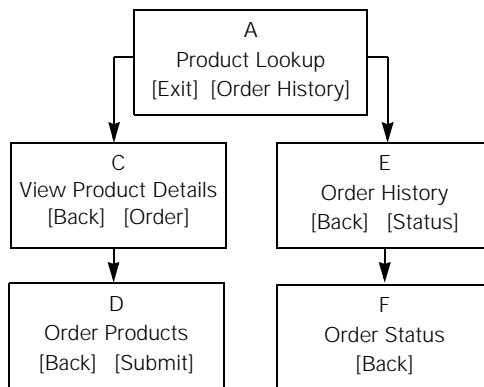 A
Product Lookup
[Exit] [Order History]
C
View Product Details
[Back] [Order]
E
Order History
[Back] [Status]
D
Order Products
[Back] [Submit]
F
Order Status
[Back]